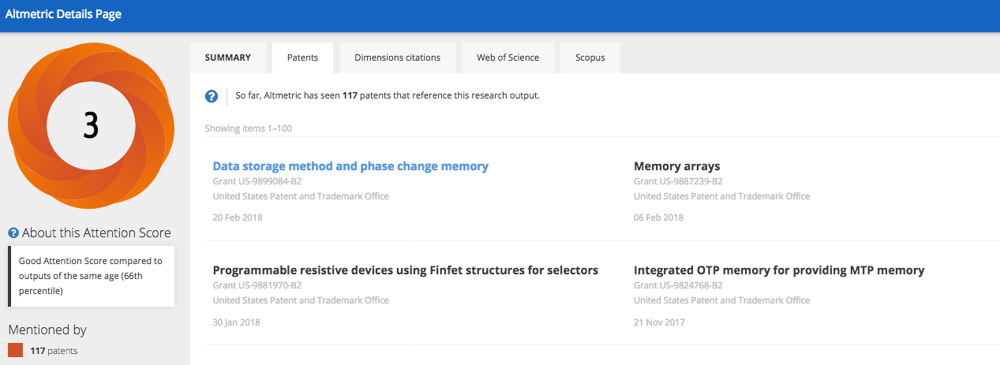 Altmetric Details Page
3
About this Attention Score
Good Attention Score compared to
outputs of the same age (66th
percentile)
Mentioned by
117 patents
SUMMARY
Patents
Dimensions citations
Web of Science
Scopus
So far, Altmetric has seen 117 patents that reference this research output.
Showing items 1–100
Data storage method and phase change memory
Grant US-9899084-B2
United States Patent and Trademark Office
20 Feb 2018
Memory arrays
Grant US-9887239-B2
United States Patent and Trademark Office
06 Feb 2018
Programmable resistive devices using Finfet structures for selectors
Grant US-9881970-B2
United States Patent and Trademark Office
30 Jan 2018
Integrated OTP memory for providing MTP memory
Grant US-9824768-B2
United States Patent and Trademark Office
21 Nov 2017